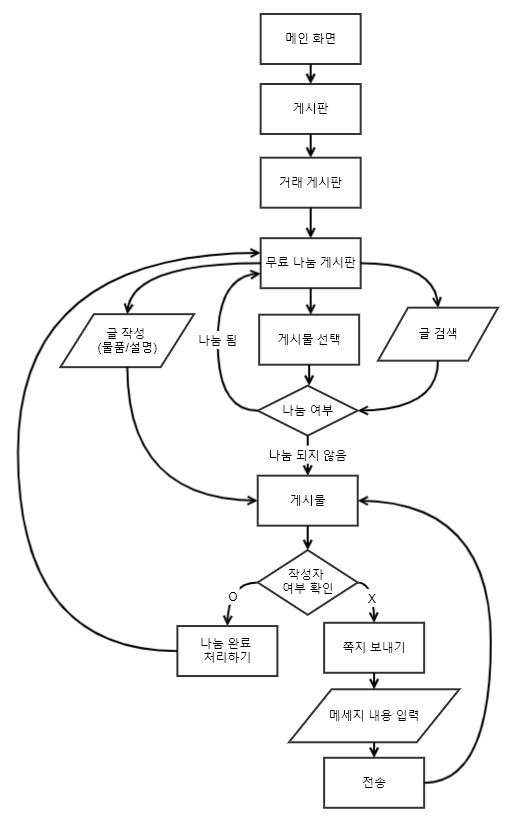 메인 화면
게시판
거래 게시판
무료 나눔 게시판
글 작성
(물품/설명)
나눔 됨
게시물 선택
글 검색
나눔 여부
나눔 되지 않음
게시물
작성자
여부 확인
O
X
나눔 완료
처리하기
쪽지 보내기
메세지 내용 입력
전송